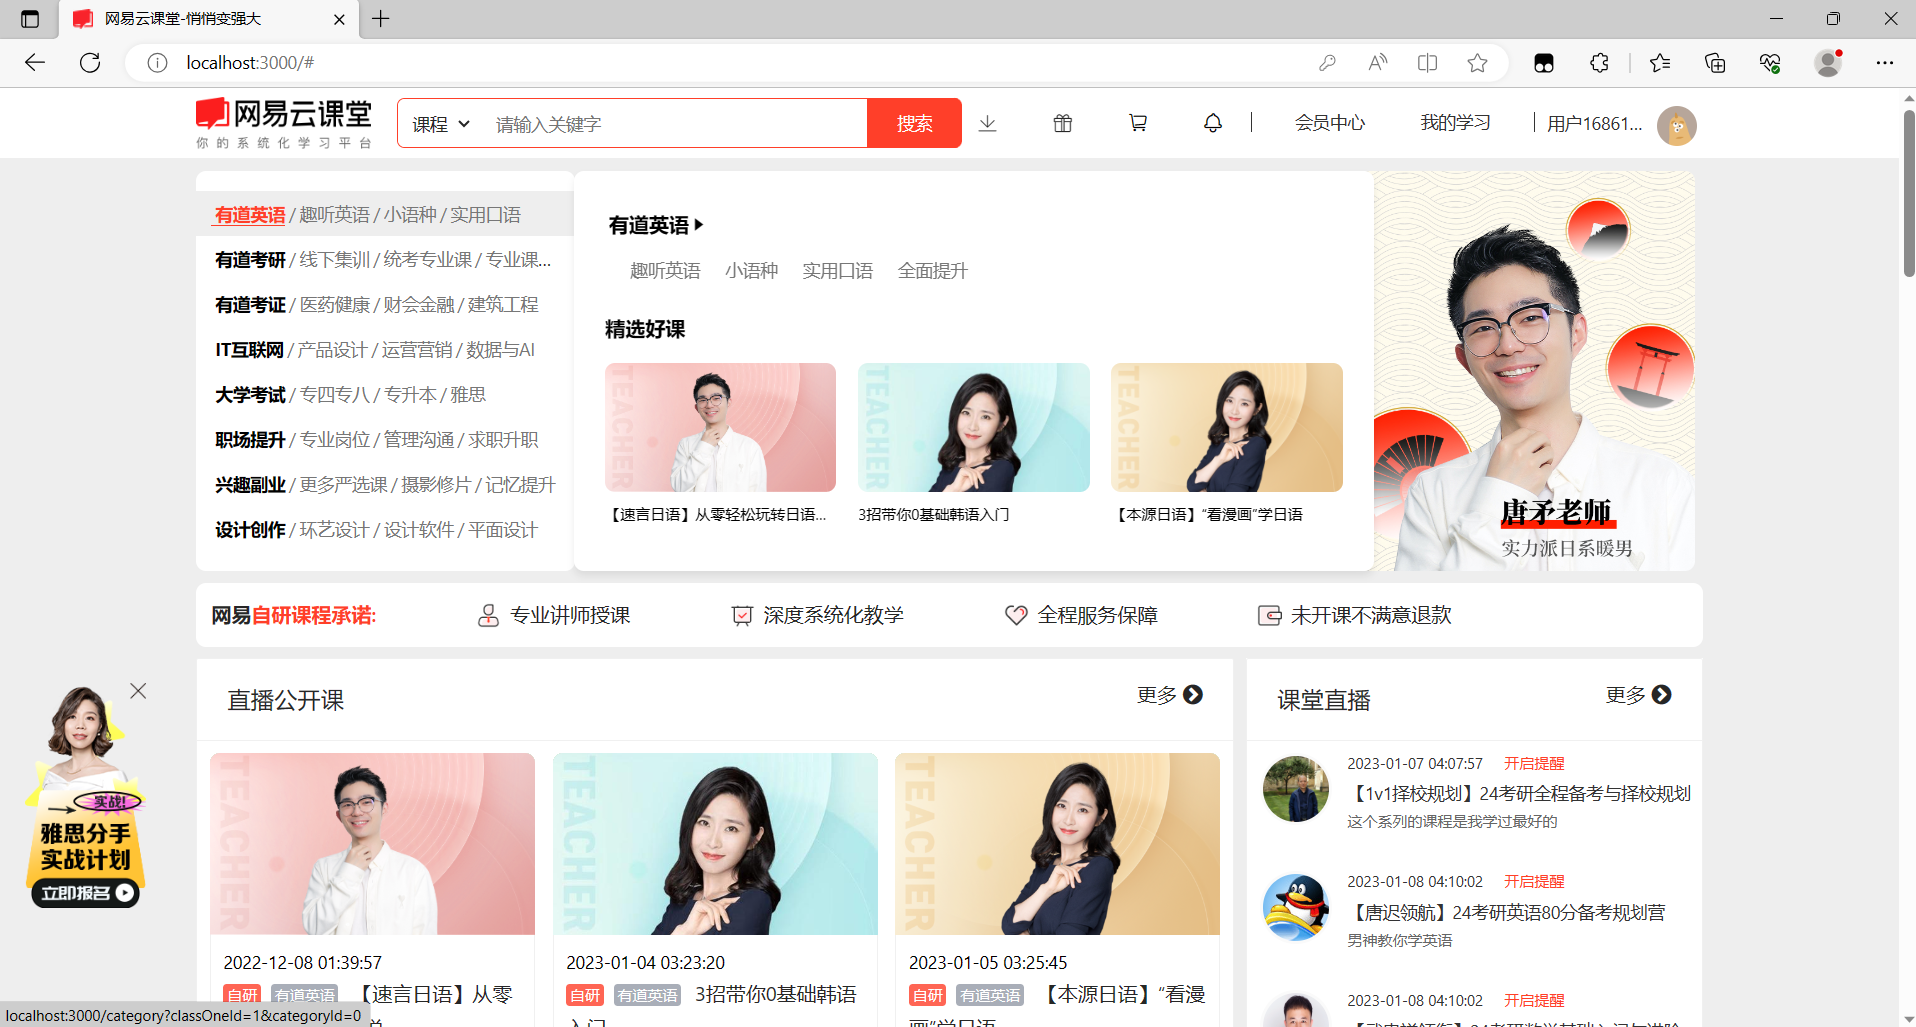 网易云课堂-悄悄变强大
localhost:3000/#
网易云课堂
你的系统化学习平台
课程
请输入关键字
搜索
会员中心
我的学习
用户16861...
有道英语 / 趣听英语 / 小语种 / 实用口语
有道考研 / 线下集训 / 统考专业课 / 专业课...
有道考证 / 医药健康 / 财会金融 / 建筑工程
IT互联网 / 产品设计 / 运营营销 / 数据与AI
大学考试 / 专四专八 / 专升本 / 雅思
职场提升 / 专业岗位 / 管理沟通 / 求职升职
兴趣副业 / 更多严选课 / 摄影修片 / 记忆提升
设计创作 / 环艺设计 / 设计软件 / 平面设计
有道英语
趣听英语 小语种 实用口语 全面提升
精选好课
TEACHER
TEACHER
TEACHER
【速言日语】从零轻松玩转日语...
3招带你0基础韩语入门
【本源日语】“看漫画”学日语
唐矛老师
实力派日系暖男
网易自研课程承诺:
专业讲师授课
深度系统化教学
全程服务保障
未开课不满意退款
实战!
雅思分手
实战计划
立即报名
直播公开课
更多
TEACHER
TEACHER
TEACHER
2022-12-08 01:39:57
自研 有道英语 【速言日语】从零
2023-01-04 03:23:20
自研 有道英语 3招带你0基础韩语
入门
2023-01-05 03:25:45
自研 有道英语 【本源日语】“看漫
画”学日语
课堂直播
更多
2023-01-07 04:07:57 开启提醒
【1v1择校规划】24考研全程备考与择校规划
这个系列的课程是我学过最好的
2023-01-08 04:10:02 开启提醒
【唐迟领航】24考研英语80分备考规划营
男神教你学英语
2023-01-08 04:10:02 开启提醒
localhost:3000/category?classOneId=1&categoryId=0